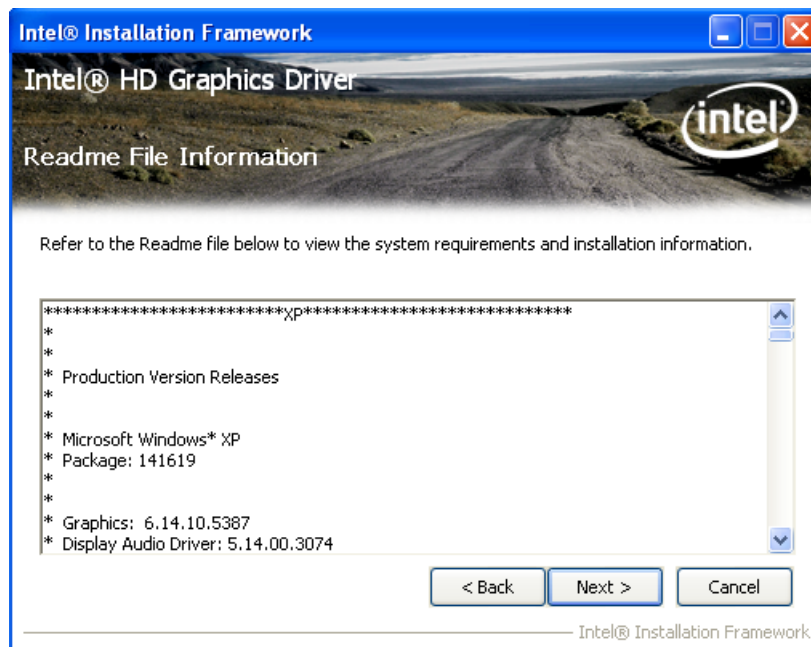 Intel® Installation Framework
Intel® HD Graphics Driver
intel
Readme File Information
Refer to the Readme file below to view the system requirements and installation information.
*************************XP****************************
*
*
* Production Version Releases
*
*
* Microsoft Windows* XP
* Package: 141619
*
*
* Graphics: 6.14.10.5387
* Display Audio Driver: 5.14.00.3074
< Back Next > Cancel
Intel® Installation Framework